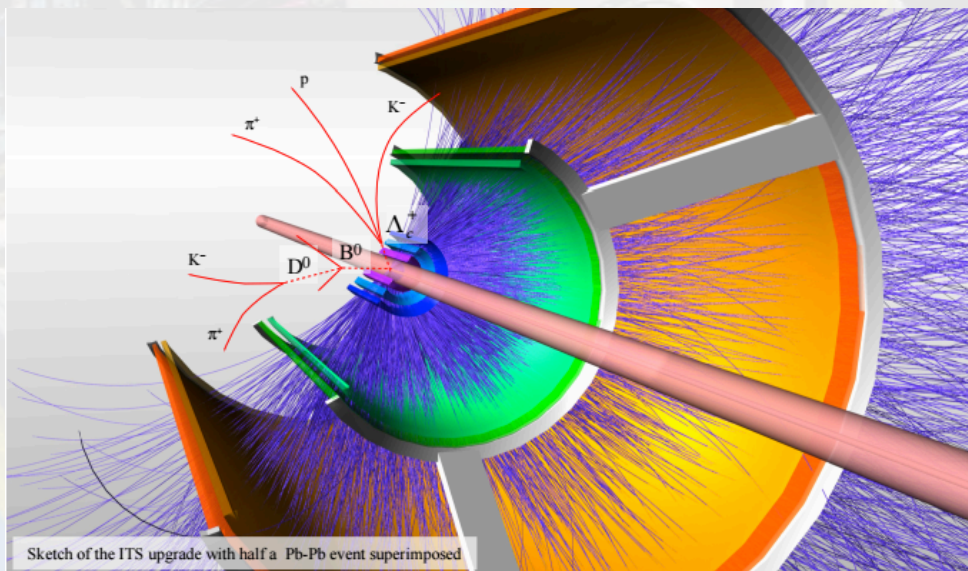 p
K⁻
π⁺
Λc⁺
B⁰
K⁻
D⁰
π⁺
Sketch of the ITS upgrade with half a Pb-Pb event superimposed